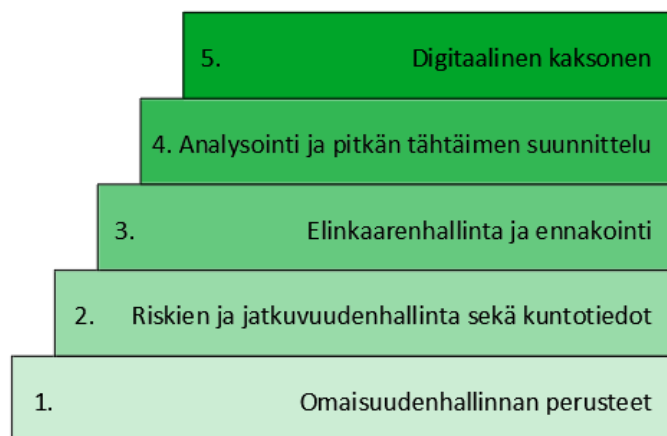 5. Digitaalinen kaksonen
4. Analysointi ja pitkän tähtäimen suunnittelu
3. Elinkaarenhallinta ja ennakointi
2. Riskien ja jatkuvuudenhallinta sekä kuntotiedot
1. Omaisuudenhallinnan perusteet